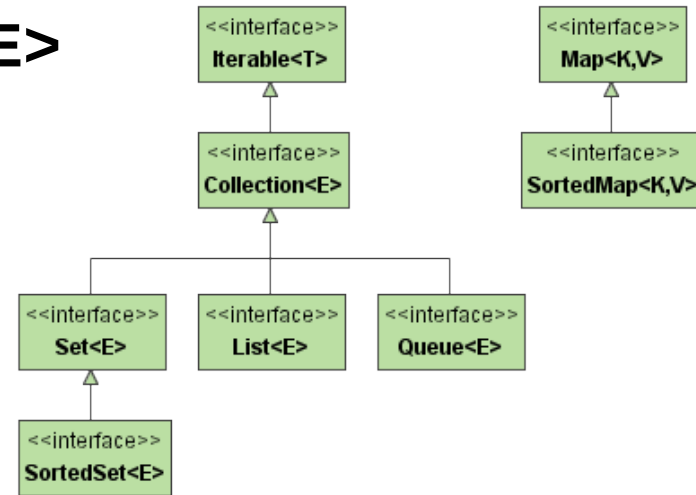 E>
<<interface>>
Iterable<T>
<<interface>>
Map<K,V>
<<interface>>
Collection<E>
<<interface>>
SortedMap<K,V>
<<interface>>
Set<E>
<<interface>>
List<E>
<<interface>>
Queue<E>
<<interface>>
SortedSet<E>